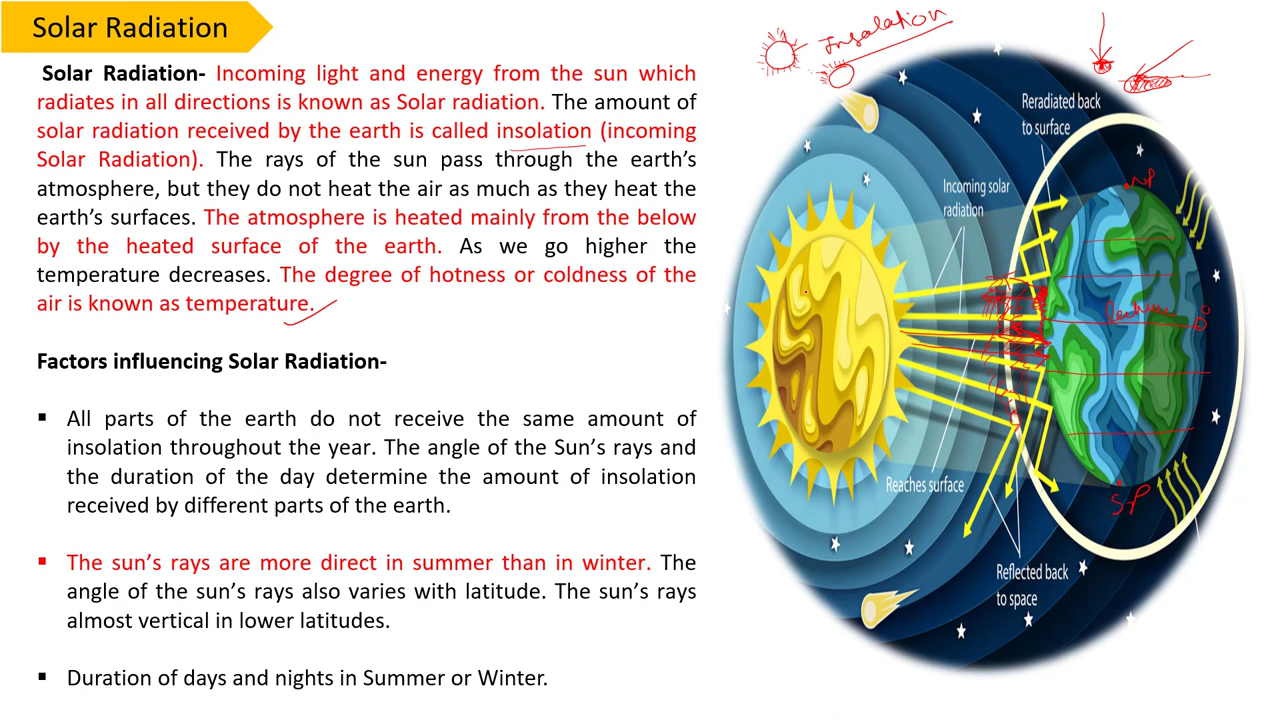 Solar Radiation
Solar Radiation- Incoming light and energy from the sun which
radiates in all directions is known as Solar radiation. The amount of
solar radiation received by the earth is called insolation (incoming
Solar Radiation). The rays of the sun pass through the earth's
atmosphere, but they do not heat the air as much as they heat the
earth's surfaces. The atmosphere is heated mainly from the below
by the heated surface of the earth. As we go higher the
temperature decreases. The degree of hotness or coldness of the
air is known as temperature.
Factors influencing Solar Radiation-
▪ All parts of the earth do not receive the same amount of
insolation throughout the year. The angle of the Sun's rays and
the duration of the day determine the amount of insolation
received by different parts of the earth.
▪ The sun's rays are more direct in summer than in winter. The
angle of the sun's rays also varies with latitude. The sun's rays
almost vertical in lower latitudes.
▪ Duration of days and nights in Summer or Winter.
Insolation
Reradiated back
to surface
Incoming solar
radiation
NP
0°
Reaches surface
SP
Reflected back
to space